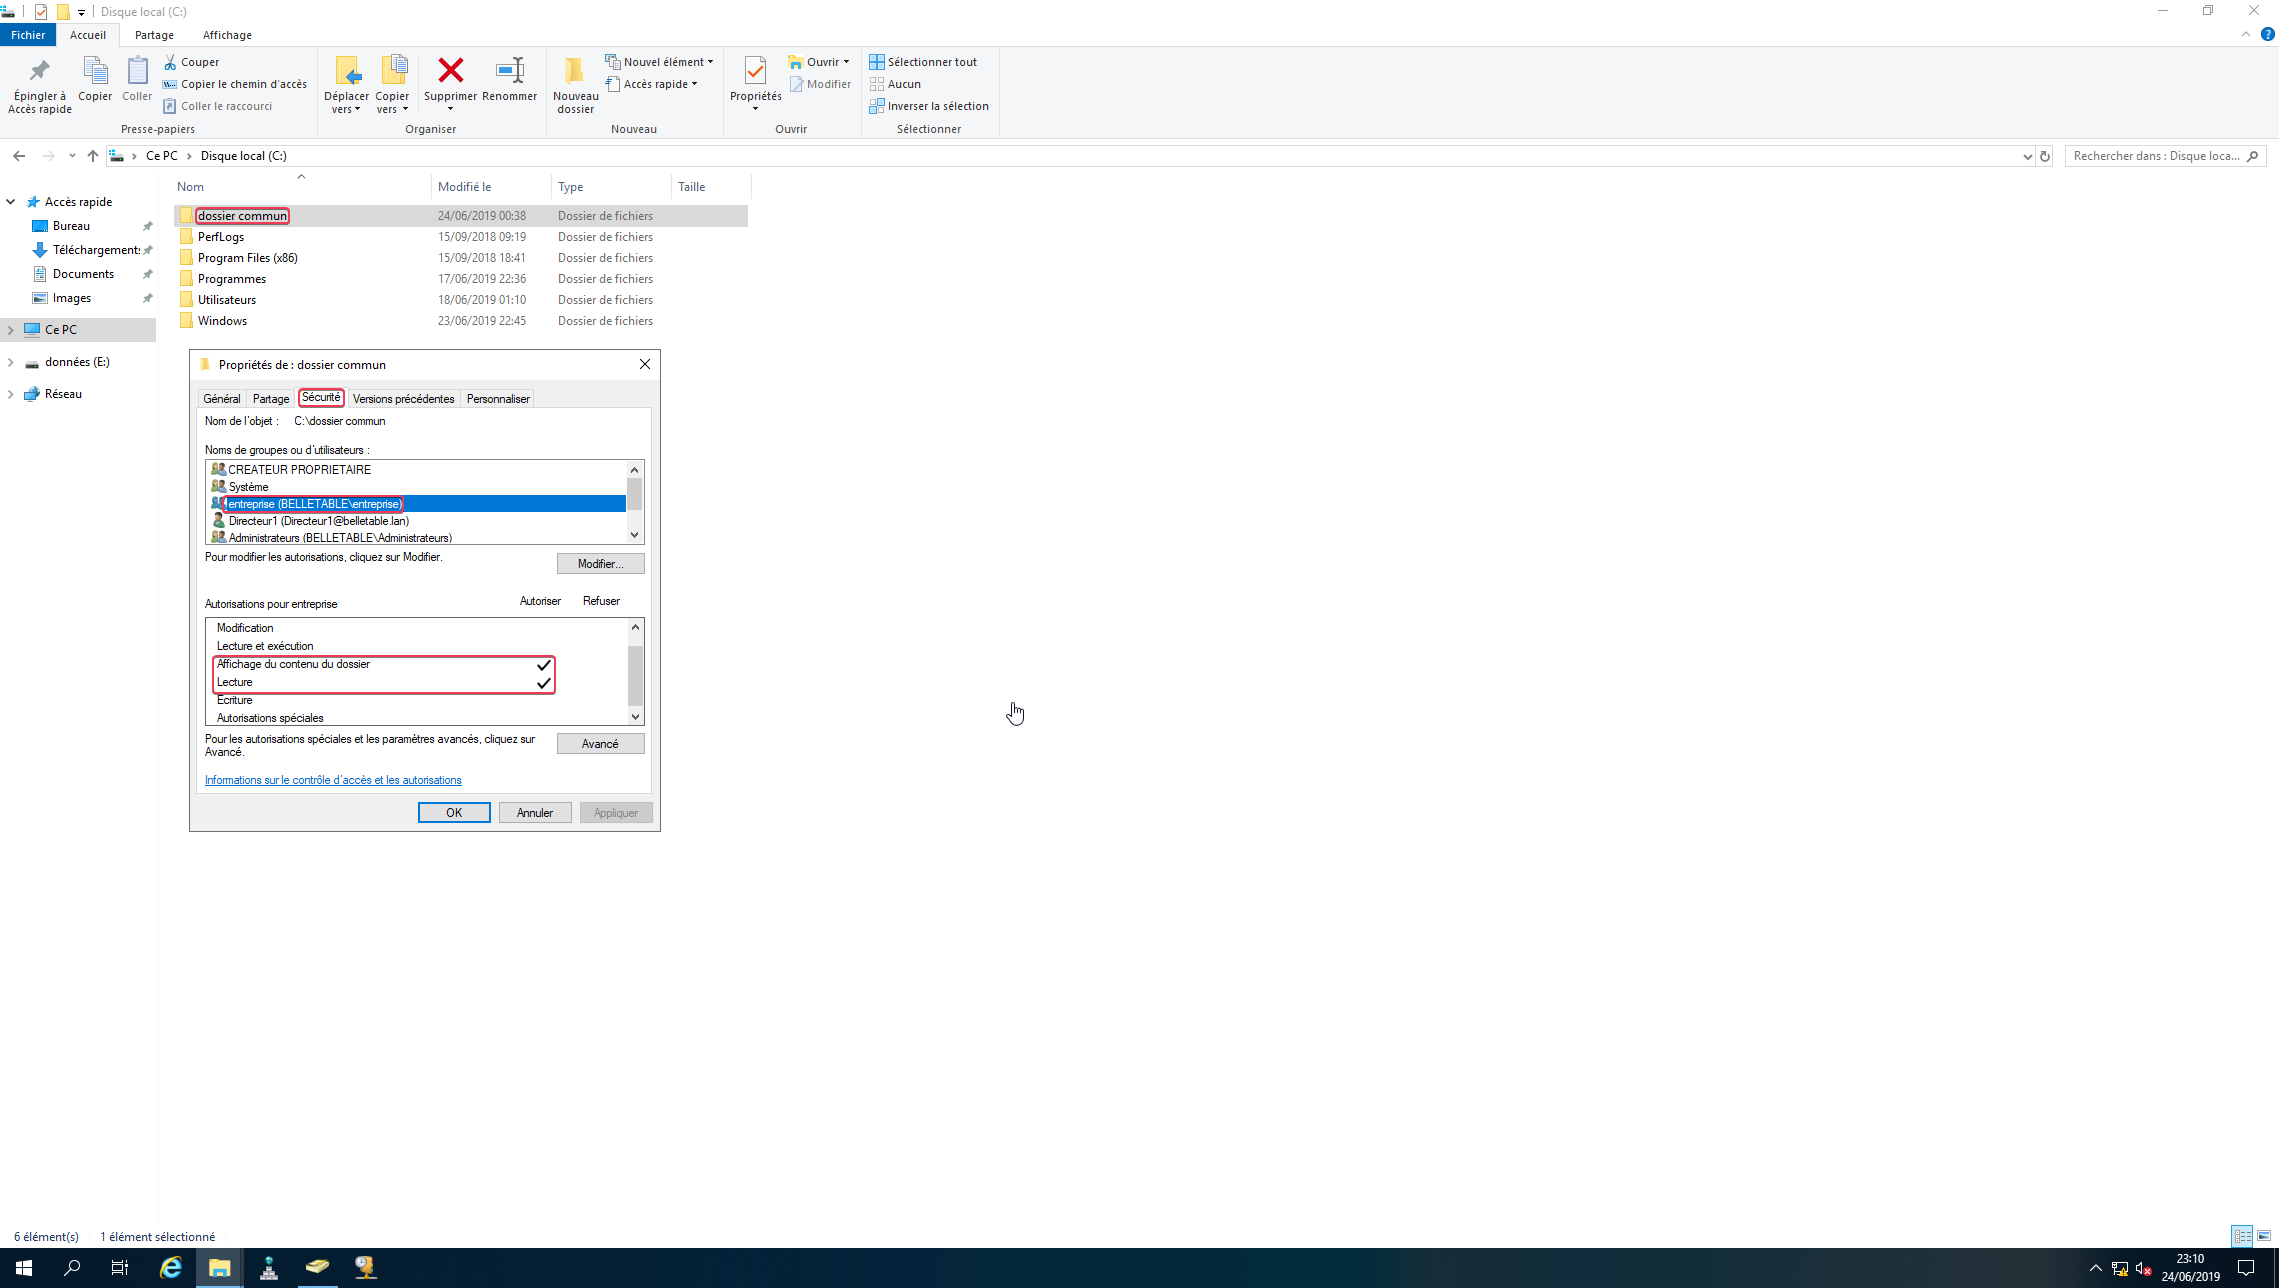 Disque local (C:)
Fichier Accueil Partage Affichage
Épingler à Accès rapide
Copier
Coller
Couper
Copier le chemin d'accès
Coller le raccourci
Presse-papiers
Déplacer vers
Copier vers
Supprimer
Renommer
Organiser
Nouveau dossier
Nouvel élément
Accès rapide
Nouveau
Propriétés
Ouvrir
Modifier
Ouvrir
Sélectionner tout
Aucun
Inverser la sélection
Sélectionner
Ce PC > Disque local (C:)
Rechercher dans : Disque loca...
Accès rapide
Bureau
Téléchargement:
Documents
Images
Ce PC
données (E:)
Réseau
Nom Modifié le Type Taille
dossier commun 24/06/2019 00:38 Dossier de fichiers
PerfLogs 15/09/2018 09:19 Dossier de fichiers
Program Files (x86) 15/09/2018 18:41 Dossier de fichiers
Programmes 17/06/2019 22:36 Dossier de fichiers
Utilisateurs 18/06/2019 01:10 Dossier de fichiers
Windows 23/06/2019 22:45 Dossier de fichiers
Propriétés de : dossier commun
Général Partage Sécurité Versions précédentes Personnaliser
Nom de l'objet : C:\dossier commun
Noms de groupes ou d'utilisateurs :
CREATEUR PROPRIETAIRE
Système
entreprise (BELLETABLE\entreprise)
Directeur1 (Directeur1@belletable.lan)
Administrateurs (BELLETABLE\Administrateurs)
Pour modifier les autorisations, cliquez sur Modifier.
Modifier...
Autorisations pour entreprise Autoriser Refuser
Modification
Lecture et exécution
Affichage du contenu du dossier
Lecture
Écriture
Autorisations spéciales
Pour les autorisations spéciales et les paramètres avancés, cliquez sur
Avancé.
Avancé
Informations sur le contrôle d'accès et les autorisations
OK Annuler Appliquer
6 élément(s) 1 élément sélectionné
23:10
24/06/2019